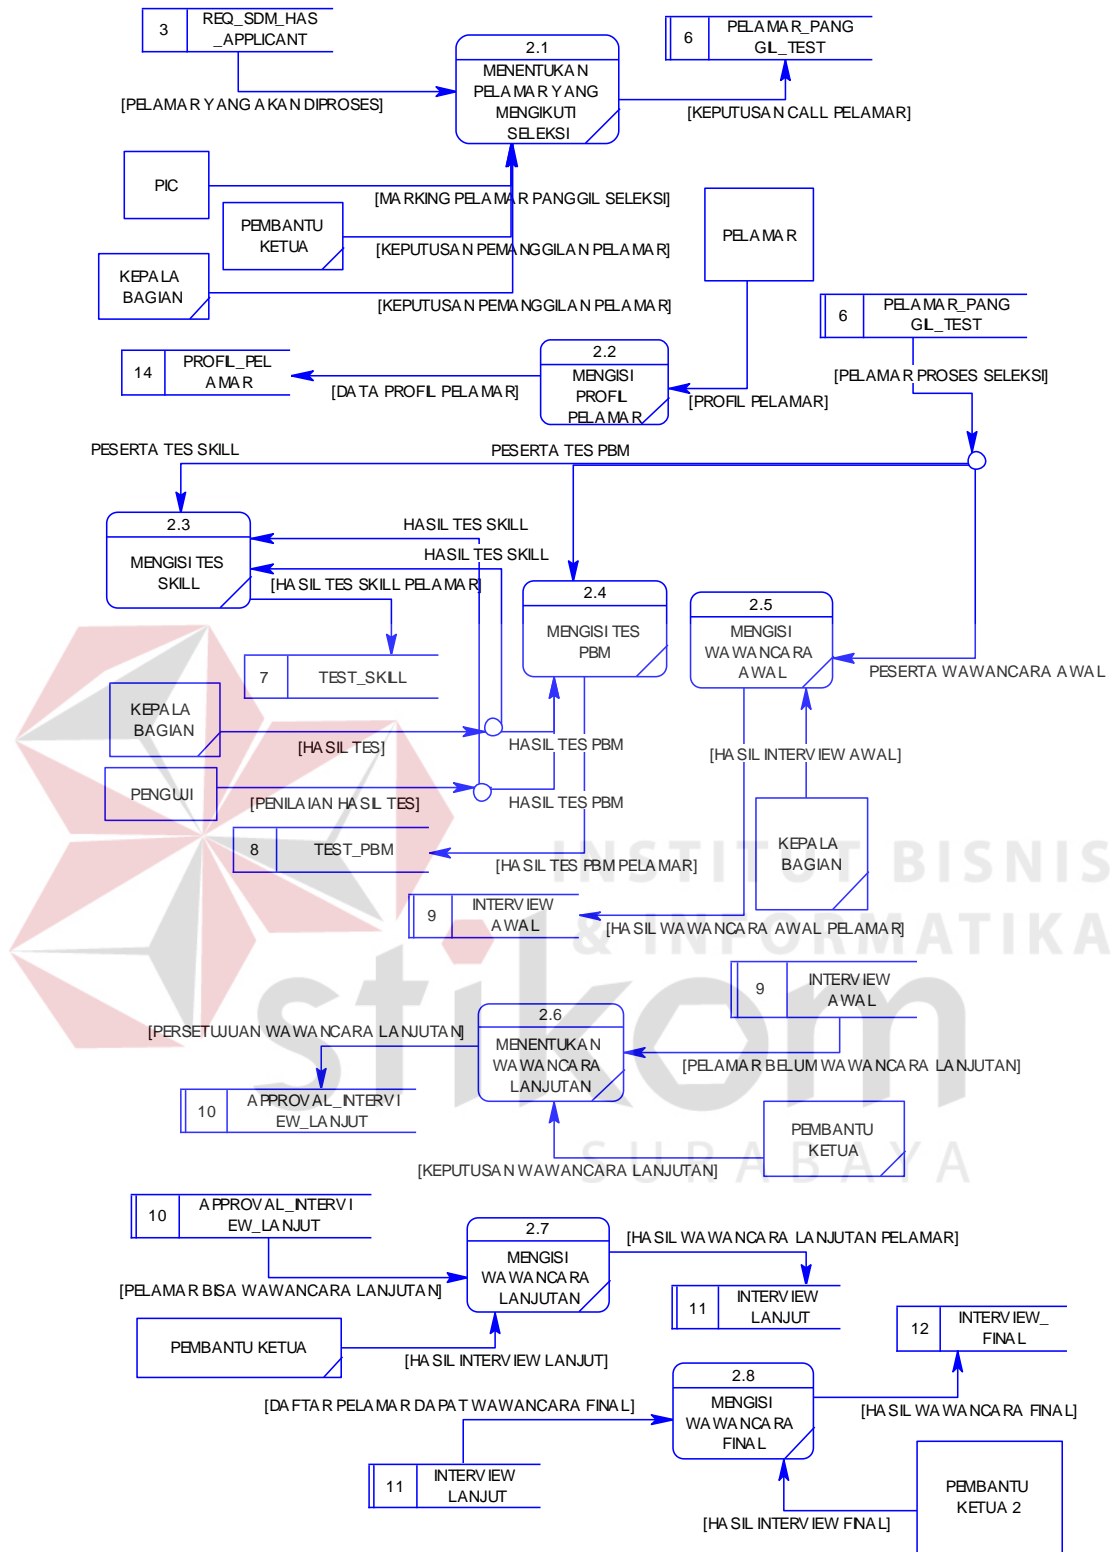 3
REQ_SDM_HAS
_APPLICANT
[PELAMAR YANG AKAN DIPROSES]
2.1
MENENTUKAN
PELAMAR YANG
MENGIKUTI
SELEKSI
6
PELAMAR_PANG
GIL_TEST
[KEPUTUSAN CALL PELAMAR]
PIC
[MARKING PELAMAR PANGGIL SELEKSI]
PEMBANTU
KETUA
[KEPUTUSAN PEMANGGILAN PELAMAR]
KEPALA
BAGIAN
[KEPUTUSAN PEMANGGILAN PELAMAR]
PELAMAR
6
PELAMAR_PANG
GIL_TEST
[PELAMAR PROSES SELEKSI]
14
PROFIL_PEL
AMAR
[DATA PROFIL PELAMAR]
2.2
MENGISI
PROFIL
PELAMAR
[PROFIL PELAMAR]
PESERTA TES SKILL
PESERTA TES PBM
2.3
MENGISI TES
SKILL
HASIL TES SKILL
HASIL TES SKILL
[HASIL TES SKILL PELAMAR]
2.4
MENGISI TES
PBM
2.5
MENGISI
WAWANCARA
AWAL
PESERTA WAWANCARA AWAL
7
TEST_SKILL
KEPALA
BAGIAN
[HASIL TES]
HASIL TES PBM
[HASIL INTERVIEW AWAL]
PENGUJI
[PENILAIAN HASIL TES]
HASIL TES PBM
8
TEST_PBM
[HASIL TES PBM PELAMAR]
KEPALA
BAGIAN
9
INTERVIEW
AWAL
[HASIL WAWANCARA AWAL PELAMAR]
INSTITUT BISNIS
& INFORMATIKA
stikom
SURABAYA
9
INTERVIEW
AWAL
[PERSETUJUAN WAWANCARA LANJUTAN]
2.6
MENENTUKAN
WAWANCARA
LANJUTAN
[PELAMAR BELUM WAWANCARA LANJUTAN]
10
APPROVAL_INTERVI
EW_LANJUT
PEMBANTU
KETUA
[KEPUTUSAN WAWANCARA LANJUTAN]
10
APPROVAL_INTERVI
EW_LANJUT
[PELAMAR BISA WAWANCARA LANJUTAN]
2.7
MENGISI
WAWANCARA
LANJUTAN
[HASIL WAWANCARA LANJUTAN PELAMAR]
11
INTERVIEW
LANJUT
PEMBANTU KETUA
[HASIL INTERVIEW LANJUT]
12
INTERVIEW_
FINAL
[DAFTAR PELAMAR DAPAT WAWANCARA FINAL]
2.8
MENGISI
WAWANCARA
FINAL
[HASIL WAWANCARA FINAL]
11
INTERVIEW
LANJUT
[HASIL INTERVIEW FINAL]
PEMBANTU
KETUA 2